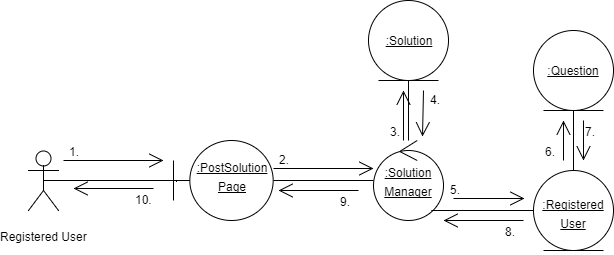 :Solution
:Question
4.
3.
7.
6.
1.
2.
:PostSolution
Page
:Solution
Manager
5.
:Registered
User
10.
9.
8.
Registered User